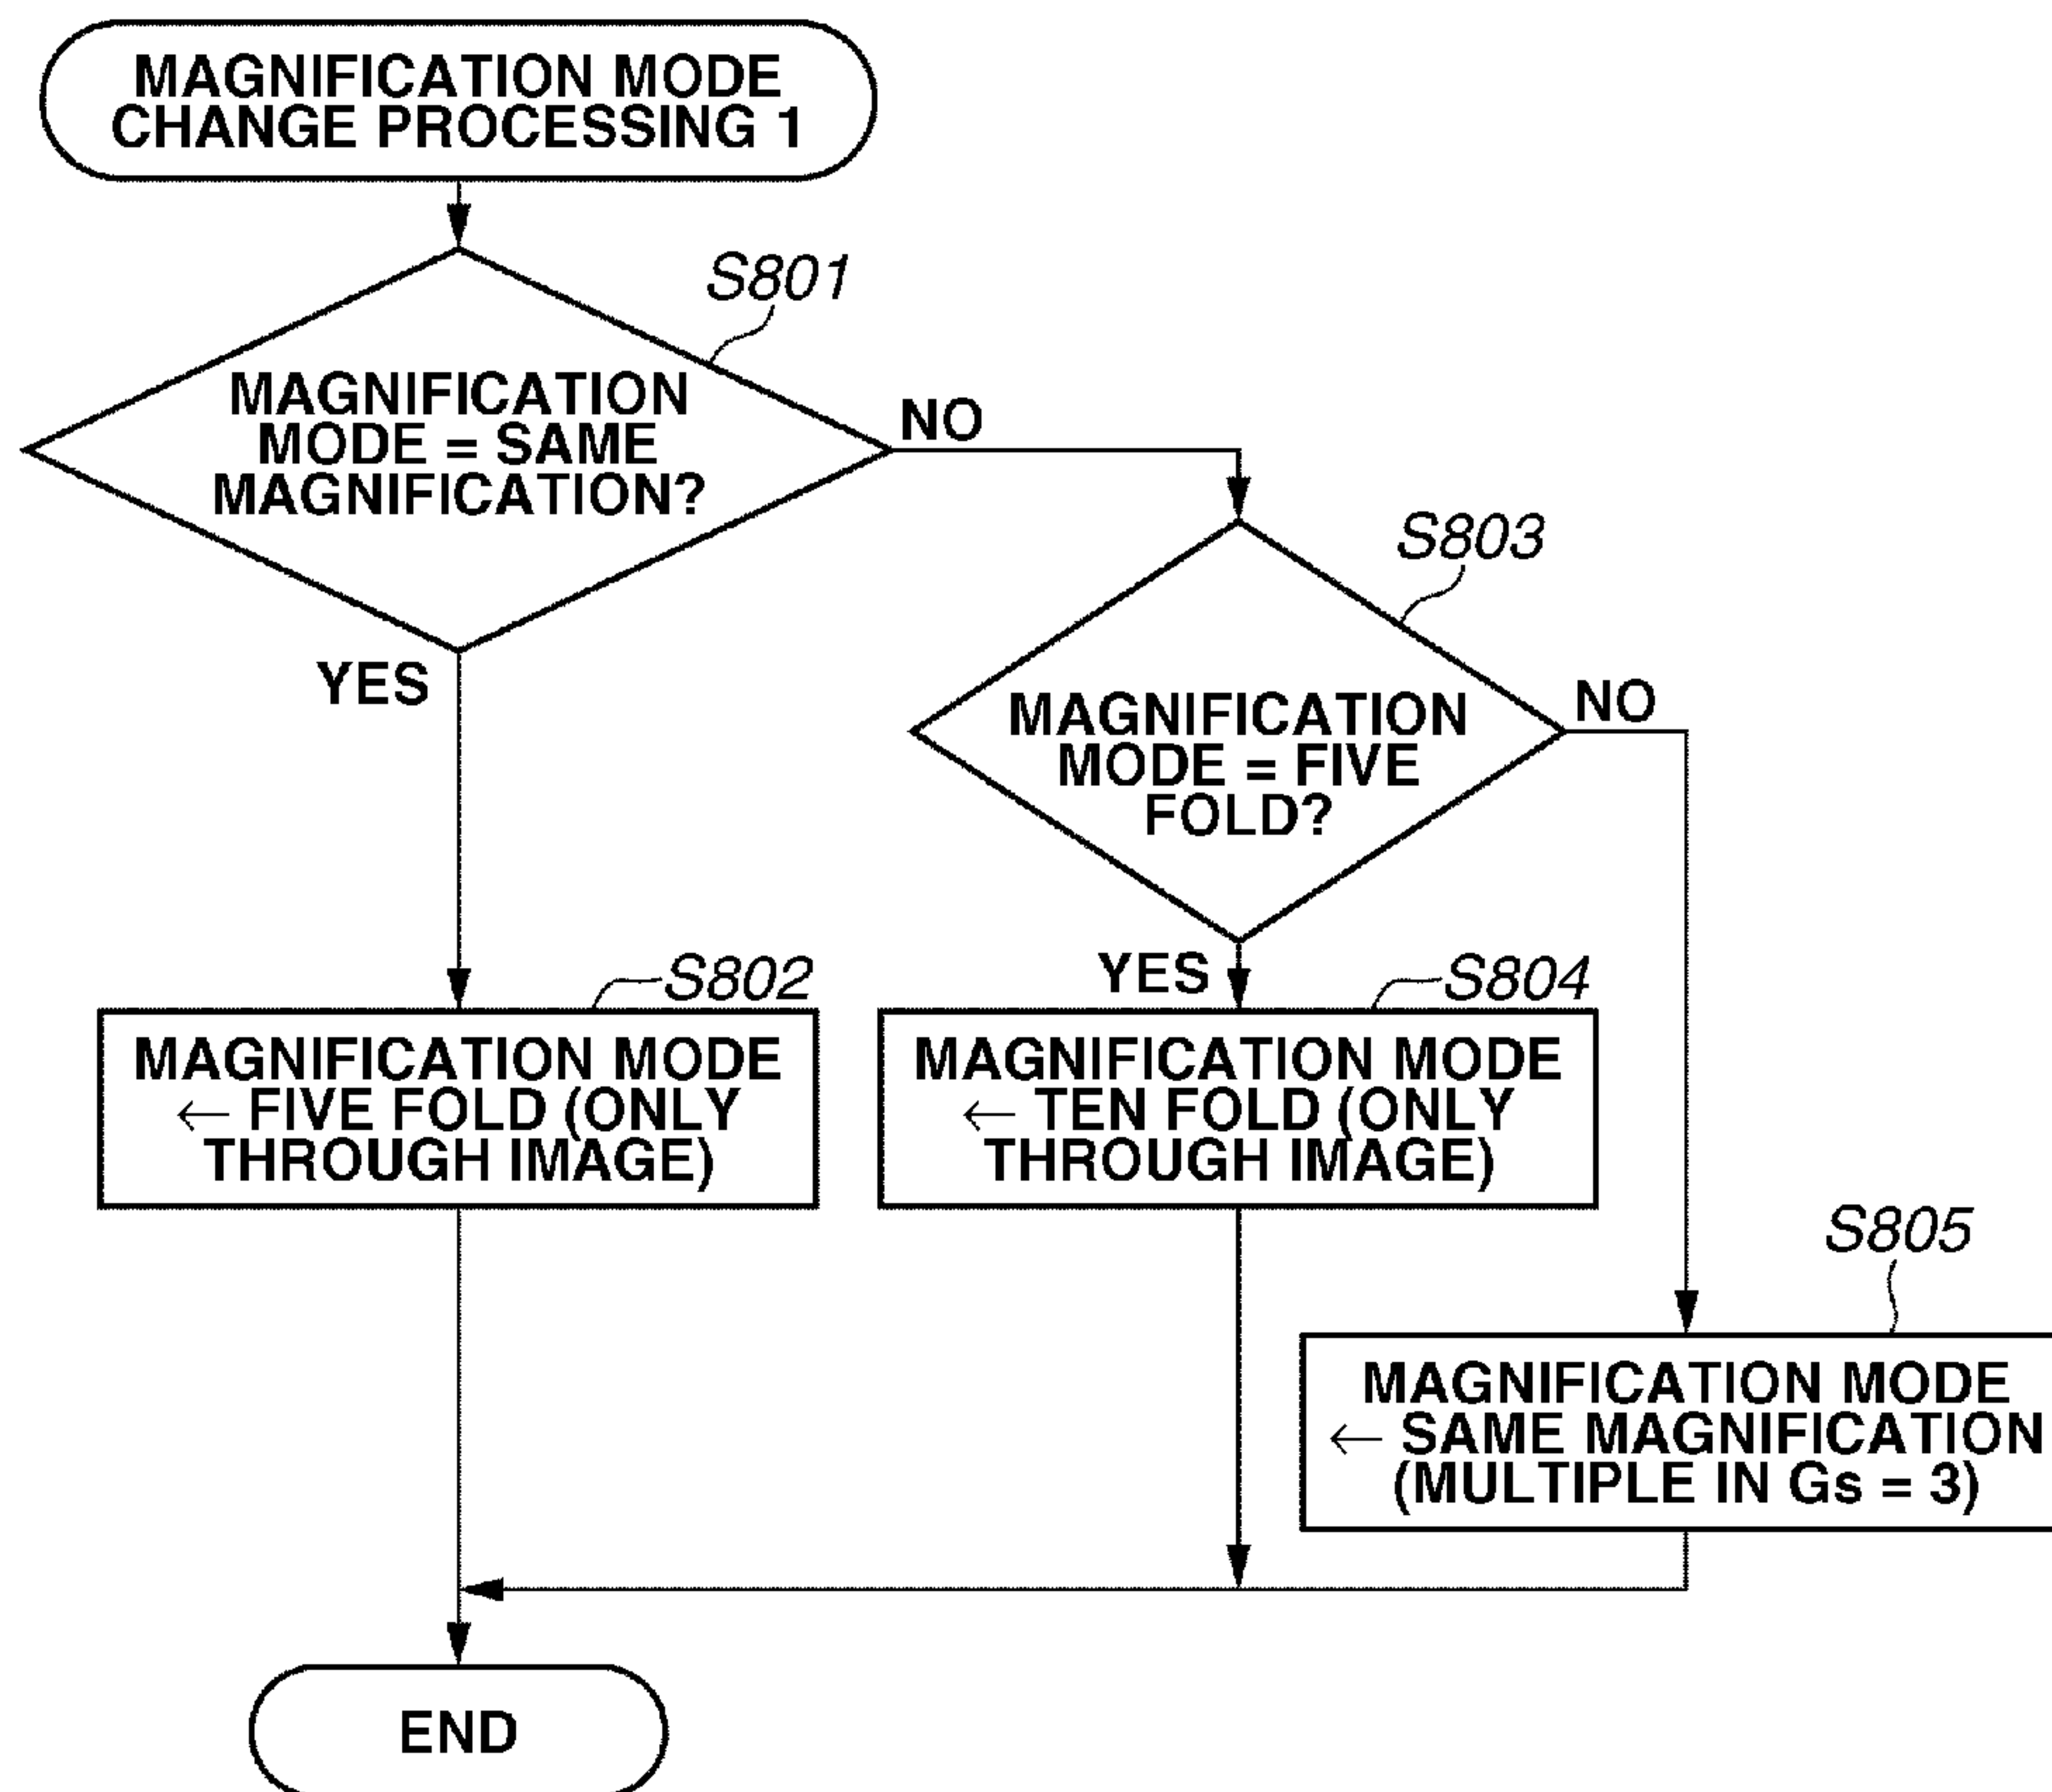 MAGNIFICATION MODE
CHANGE PROCESSING 1
S801
MAGNIFICATION
MODE = SAME
MAGNIFICATION?
NO
YES
S803
MAGNIFICATION
MODE = FIVE
FOLD?
NO
YES
S802
MAGNIFICATION MODE
← FIVE FOLD (ONLY
THROUGH IMAGE)
S804
MAGNIFICATION MODE
← TEN FOLD (ONLY
THROUGH IMAGE)
S805
MAGNIFICATION MODE
← SAME MAGNIFICATION
(MULTIPLE IN Gs = 3)
END